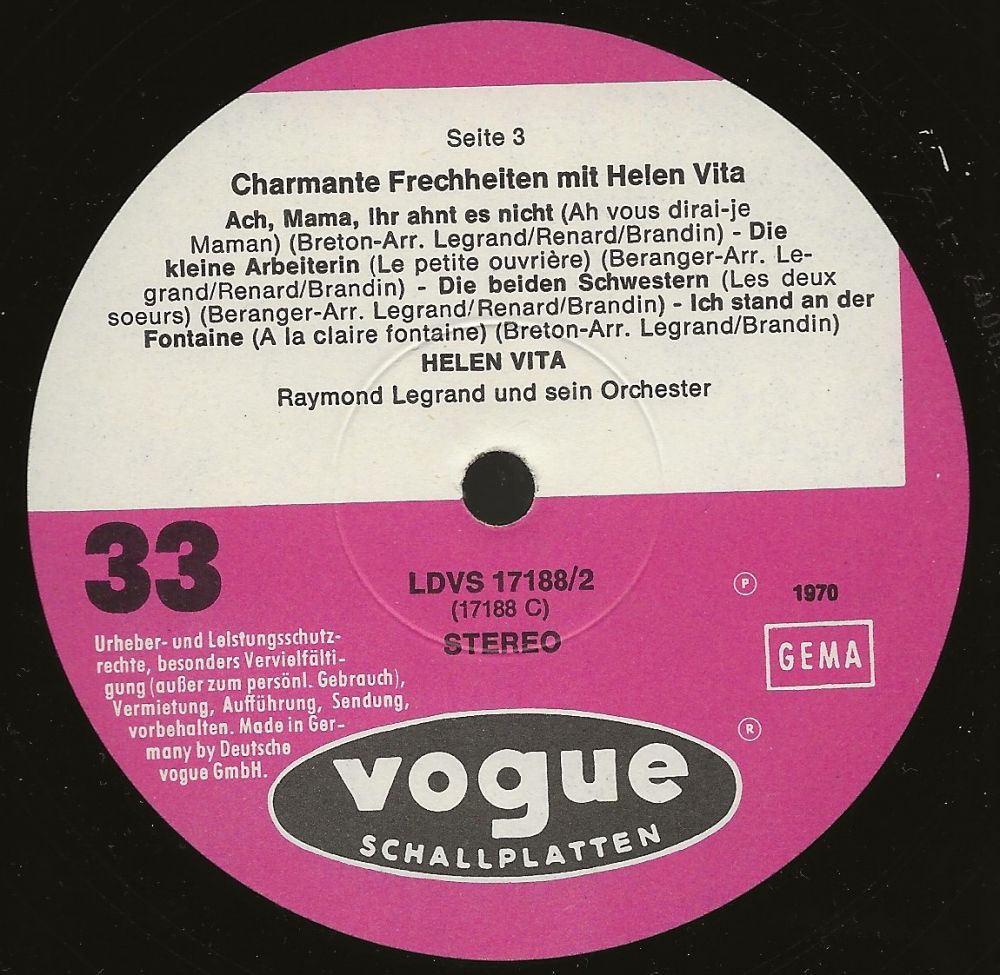 Seite 3
Charmante Frechheiten mit Helen Vita
Ach, Mama, Ihr ahnt es nicht (Ah vous dirai-je
Maman) (Breton-Arr. Legrand/Renard/Brandin) - Die
kleine Arbeiterin (Le petite ouvrière) (Beranger-Arr. Le-
grand/Renard/Brandin) - Die beiden Schwestern (Les deux
soeurs) (Beranger-Arr. Legrand/Renard/Brandin) - Ich stand an der
Fontaine (A la claire fontaine) (Breton-Arr. Legrand/Brandin)
HELEN VITA
Raymond Legrand und sein Orchester
33
LDVS 17188/2
(17188 C)
STEREO
Ⓟ 1970
GEMA
Urheber- und Leistungsschutz-
rechte, besonders Vervielfälti-
gung (außer zum persönl. Gebrauch),
Vermietung, Aufführung, Sendung,
vorbehalten. Made in Ger-
many by Deutsche
vogue GmbH.
®
vogue
SCHALLPLATTEN